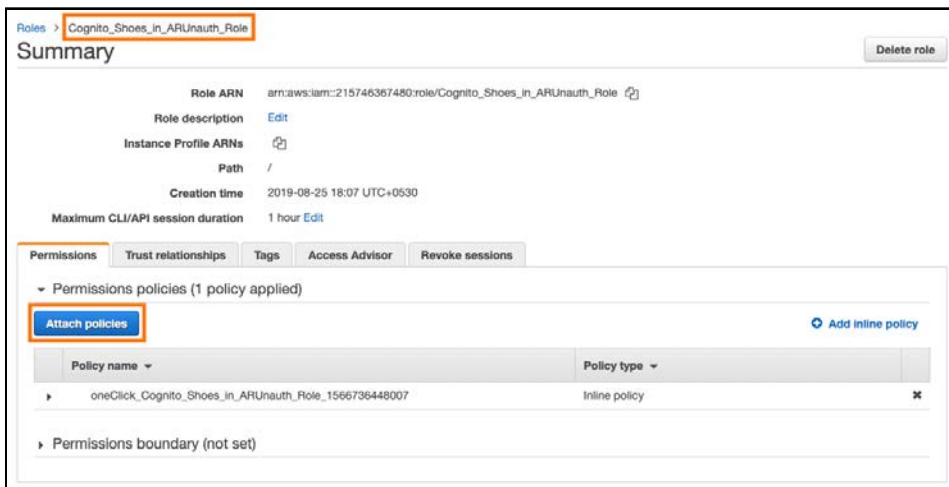 Roles > Cognito_Shoes_in_ARUnauth_Role
Summary
Delete role
Role ARN arn:aws:iam::215746367480:role/Cognito_Shoes_in_ARUnauth_Role
Role description Edit
Instance Profile ARNs
Path /
Creation time 2019-08-25 18:07 UTC+0530
Maximum CLI/API session duration 1 hour Edit
Permissions Trust relationships Tags Access Advisor Revoke sessions
Permissions policies (1 policy applied)
Attach policies Add inline policy
Policy name Policy type
oneClick_Cognito_Shoes_in_ARUnauth_Role_1566736448007 Inline policy
Permissions boundary (not set)